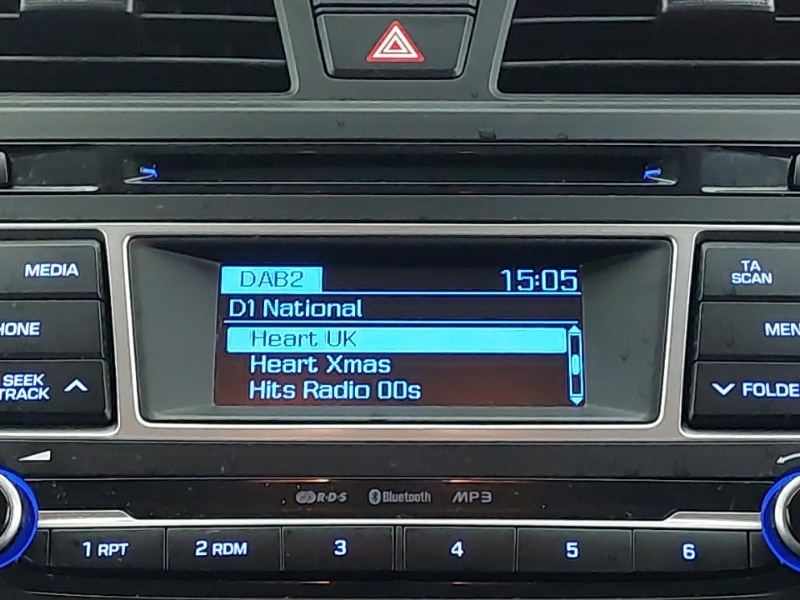 DAB2 15:05
D1 National
Heart UK
Heart Xmas
Hits Radio 00s
MEDIA
HONE
SEEK
TRACK
TA
SCAN
MEN
FOLDE
R·D·S Bluetooth MP3
1 RPT 2 RDM 3 4 5 6